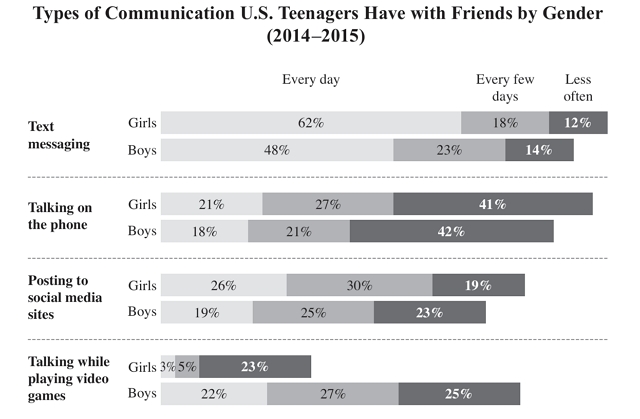 Types of Communication U.S. Teenagers Have with Friends by Gender
(2014–2015)
Every day
Every few
days
Less
often
Text
messaging
Girls 62% 18% 12%
Boys 48% 23% 14%
Talking on
the phone
Girls 21% 27% 41%
Boys 18% 21% 42%
Posting to
social media
sites
Girls 26% 30% 19%
Boys 19% 25% 23%
Talking while
playing video
games
Girls 3% 5% 23%
Boys 22% 27% 25%